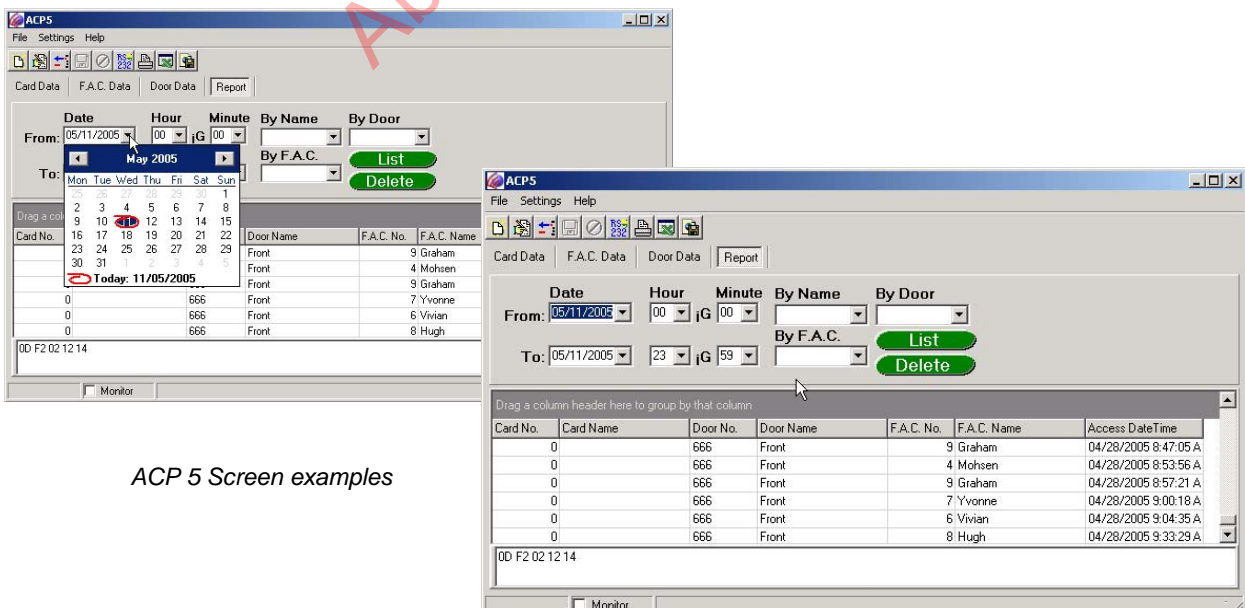 ACP5
File Settings Help
Card Data F.A.C. Data Door Data Report
Date Hour Minute By Name By Door
From: 05/11/2005 00 ¡G 00
By F.A.C. List
To: Delete
May 2005
Mon Tue Wed Thu Fri Sat Sun
25 26 27 28 29 30 1
2 3 4 5 6 7 8
9 10 11 12 13 14 15
16 17 18 19 20 21 22
23 24 25 26 27 28 29
30 31 1 2 3 4 5
Today: 11/05/2005
Drag a col
Card No. Door Name F.A.C. No. F.A.C. Name
Front 9 Graham
Front 4 Mohsen
666 Front 9 Graham
0 666 Front 7 Yvonne
0 666 Front 6 Vivian
0 666 Front 8 Hugh
0D F2 02 12 14
Monitor
ACP 5 Screen examples
ACP5
File Settings Help
Card Data F.A.C. Data Door Data Report
Date Hour Minute By Name By Door
From: 05/11/2005 00 ¡G 00
By F.A.C. List
To: 05/11/2005 23 ¡G 59
Delete
Drag a column header here to group by that column
Card No. Card Name Door No. Door Name F.A.C. No. F.A.C. Name Access DateTime
0 666 Front 9 Graham 04/28/2005 8:47:05 A
0 666 Front 4 Mohsen 04/28/2005 8:53:56 A
0 666 Front 9 Graham 04/28/2005 8:57:21 A
0 666 Front 7 Yvonne 04/28/2005 9:00:18 A
0 666 Front 6 Vivian 04/28/2005 9:04:35 A
0 666 Front 8 Hugh 04/28/2005 9:33:29 A
0D F2 02 12 14
Monitor